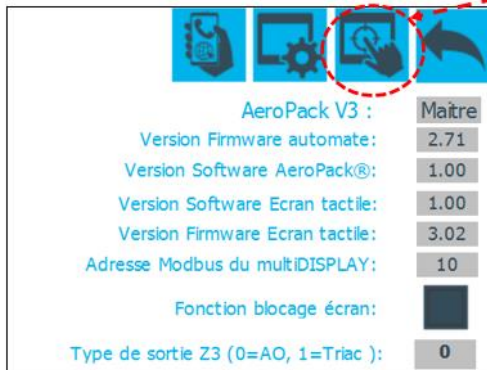 AeroPack V3 : Maitre
Version Firmware automate: 2.71
Version Software AeroPack®: 1.00
Version Software Ecran tactile: 1.00
Version Firmware Ecran tactile: 3.02
Adresse Modbus du multiDISPLAY: 10
Fonction blocage écran:
Type de sortie Z3 (0=AO, 1=Triac ): 0